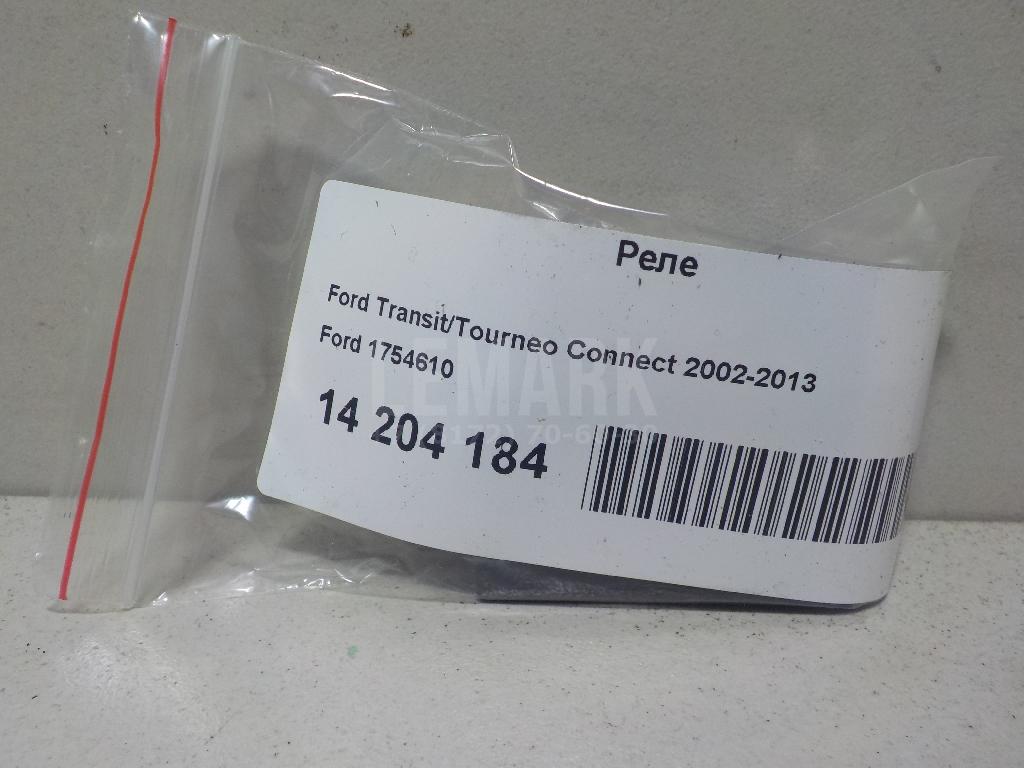 Реле
Ford Transit/Tourneo Connect 2002-2013
Ford 1754610
LEMARK
14 204 184